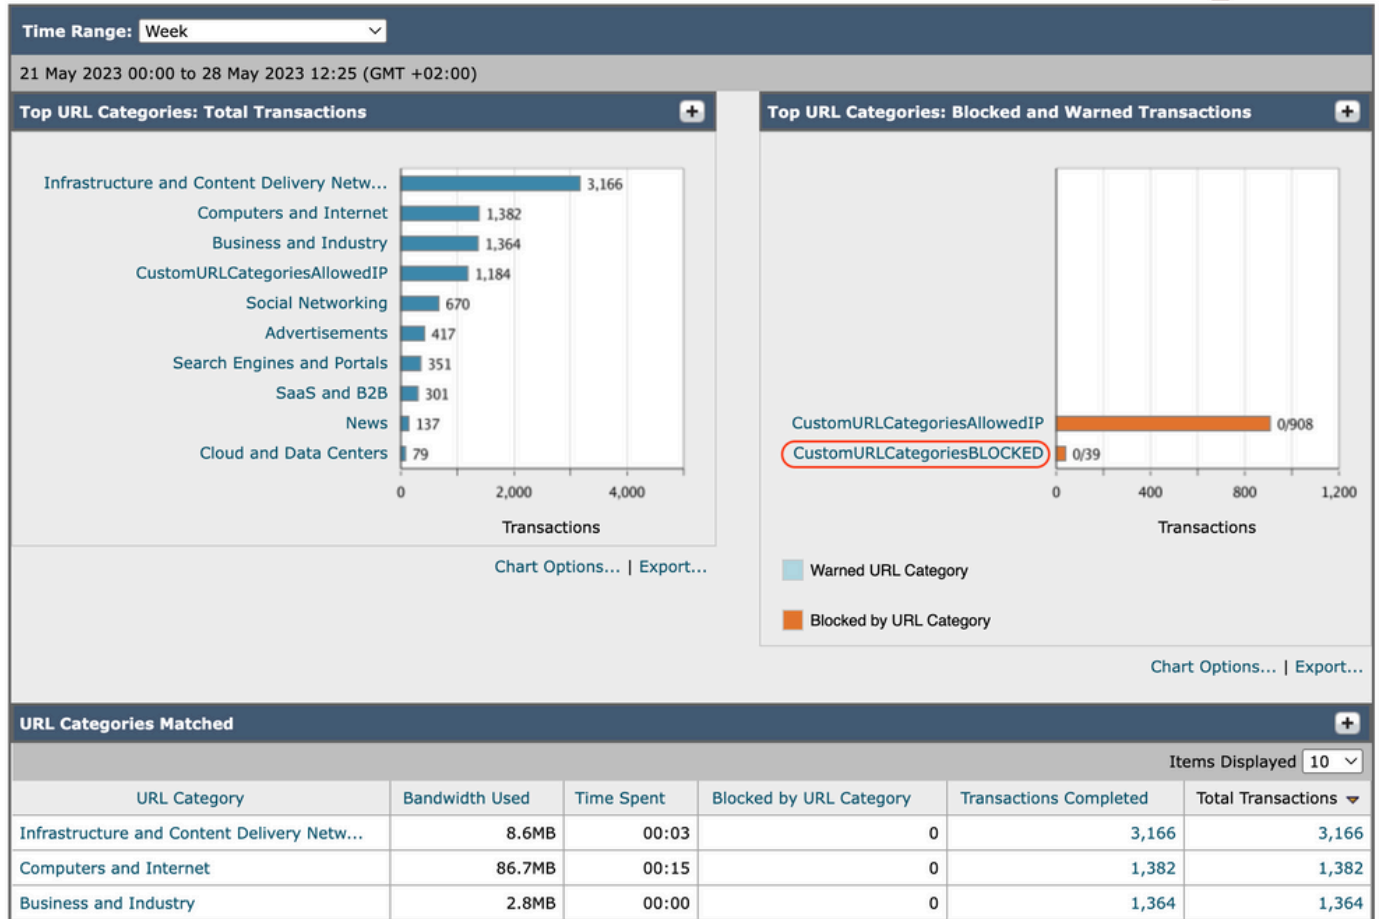 Time Range: Week
21 May 2023 00:00 to 28 May 2023 12:25 (GMT +02:00)
Top URL Categories: Total Transactions
+
Infrastructure and Content Delivery Netw... 3,166
Computers and Internet 1,382
Business and Industry 1,364
CustomURLCategoriesAllowedIP 1,184
Social Networking 670
Advertisements 417
Search Engines and Portals 351
SaaS and B2B 301
News 137
Cloud and Data Centers 79
0 2,000 4,000
Transactions
Chart Options... | Export...
Top URL Categories: Blocked and Warned Transactions
+
CustomURLCategoriesAllowedIP 0/908
CustomURLCategoriesBLOCKED 0/39
0 400 800 1,200
Transactions
Warned URL Category
Blocked by URL Category
Chart Options... | Export...
URL Categories Matched
+
Items Displayed 10
URL Category Bandwidth Used Time Spent Blocked by URL Category Transactions Completed Total Transactions
Infrastructure and Content Delivery Netw... 8.6MB 00:03 0 3,166 3,166
Computers and Internet 86.7MB 00:15 0 1,382 1,382
Business and Industry 2.8MB 00:00 0 1,364 1,364